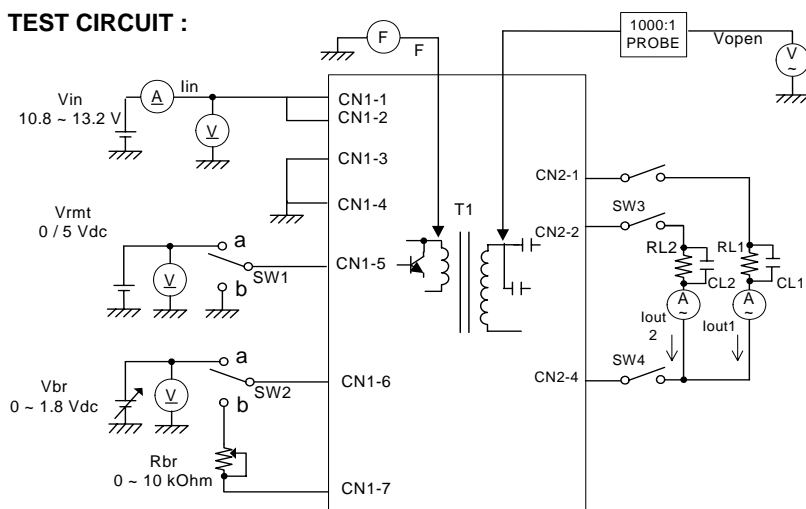 TEST CIRCUIT :
F
F
1000:1
PROBE
Vopen
V
~
Vin
10.8 ~ 13.2 V
A
Iin
V
CN1-1
CN1-2
CN1-3
CN1-4
Vrmt
0 / 5 Vdc
V
a
b
SW1
CN1-5
T1
CN2-1
CN2-2
SW3
RL2
RL1
CL2
CL1
A
~
A
~
Iout
2
Iout1
Vbr
0 ~ 1.8 Vdc
V
a
b
SW2
CN1-6
CN2-4
SW4
Rbr
0 ~ 10 kOhm
CN1-7